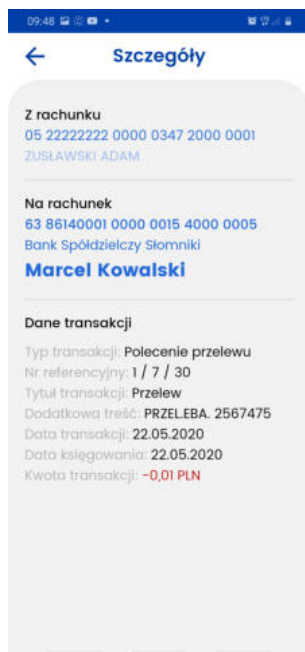 09:48
Szczegóły
Z rachunku
05 22222222 0000 0347 2000 0001
ZUSŁAWSKI ADAM
Na rachunek
63 86140001 0000 0015 4000 0005
Bank Spółdzielczy Słomniki
Marcel Kowalski
Dane transakcji
Typ transakcji: Polecenie przelewu
Nr referencyjny: 1 / 7 / 30
Tytuł transakcji: Przelew
Dodatkowa treść: PRZEL.EBA. 2567475
Data transakcji: 22.05.2020
Data księgowania: 22.05.2020
Kwota transakcji: -0,01 PLN